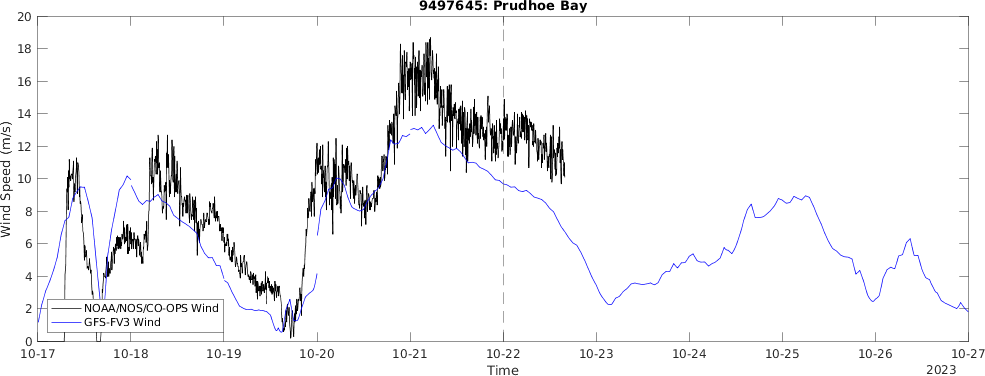 9497645: Prudhoe Bay
20
18
16
14
12
10
8
6
4
2
0
Wind Speed (m/s)
NOAA/NOS/CO-OPS Wind
GFS-FV3 Wind
10-17 10-18 10-19 10-20 10-21 10-22 10-23 10-24 10-25 10-26 10-27
Time
2023